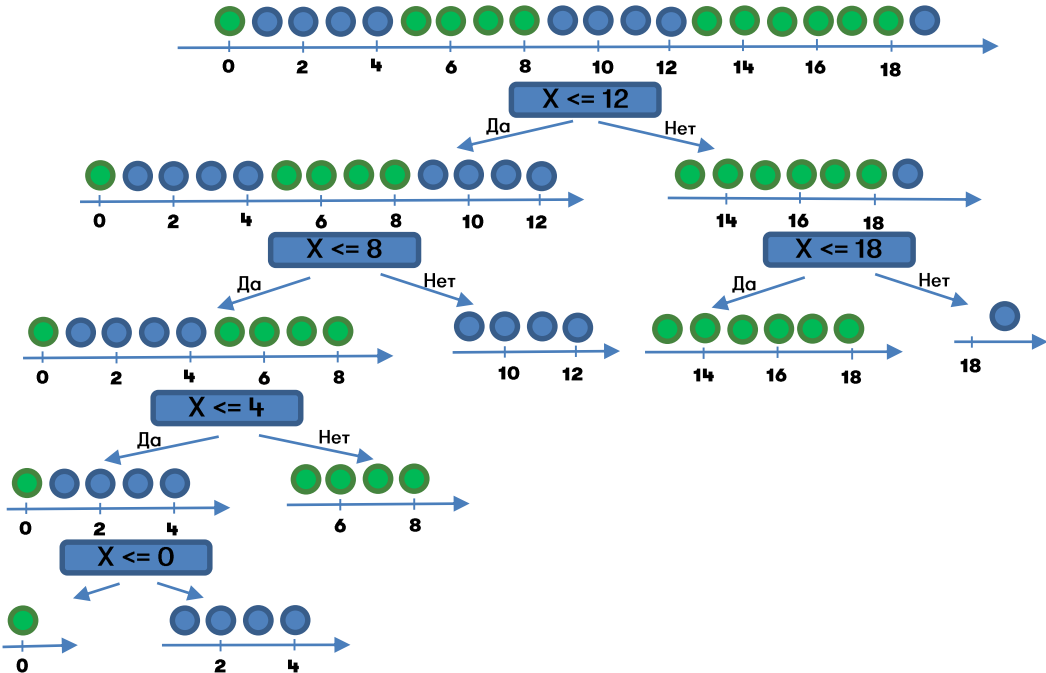 0 2 4 6 8 10 12 14 16 18
X <= 12
Да Нет
0 2 4 6 8 10 12 14 16 18
X <= 8 X <= 18
Да Нет Да Нет
0 2 4 6 8 10 12 14 16 18 18
X <= 4
Да Нет
0 2 4 6 8
X <= 0
0 2 4